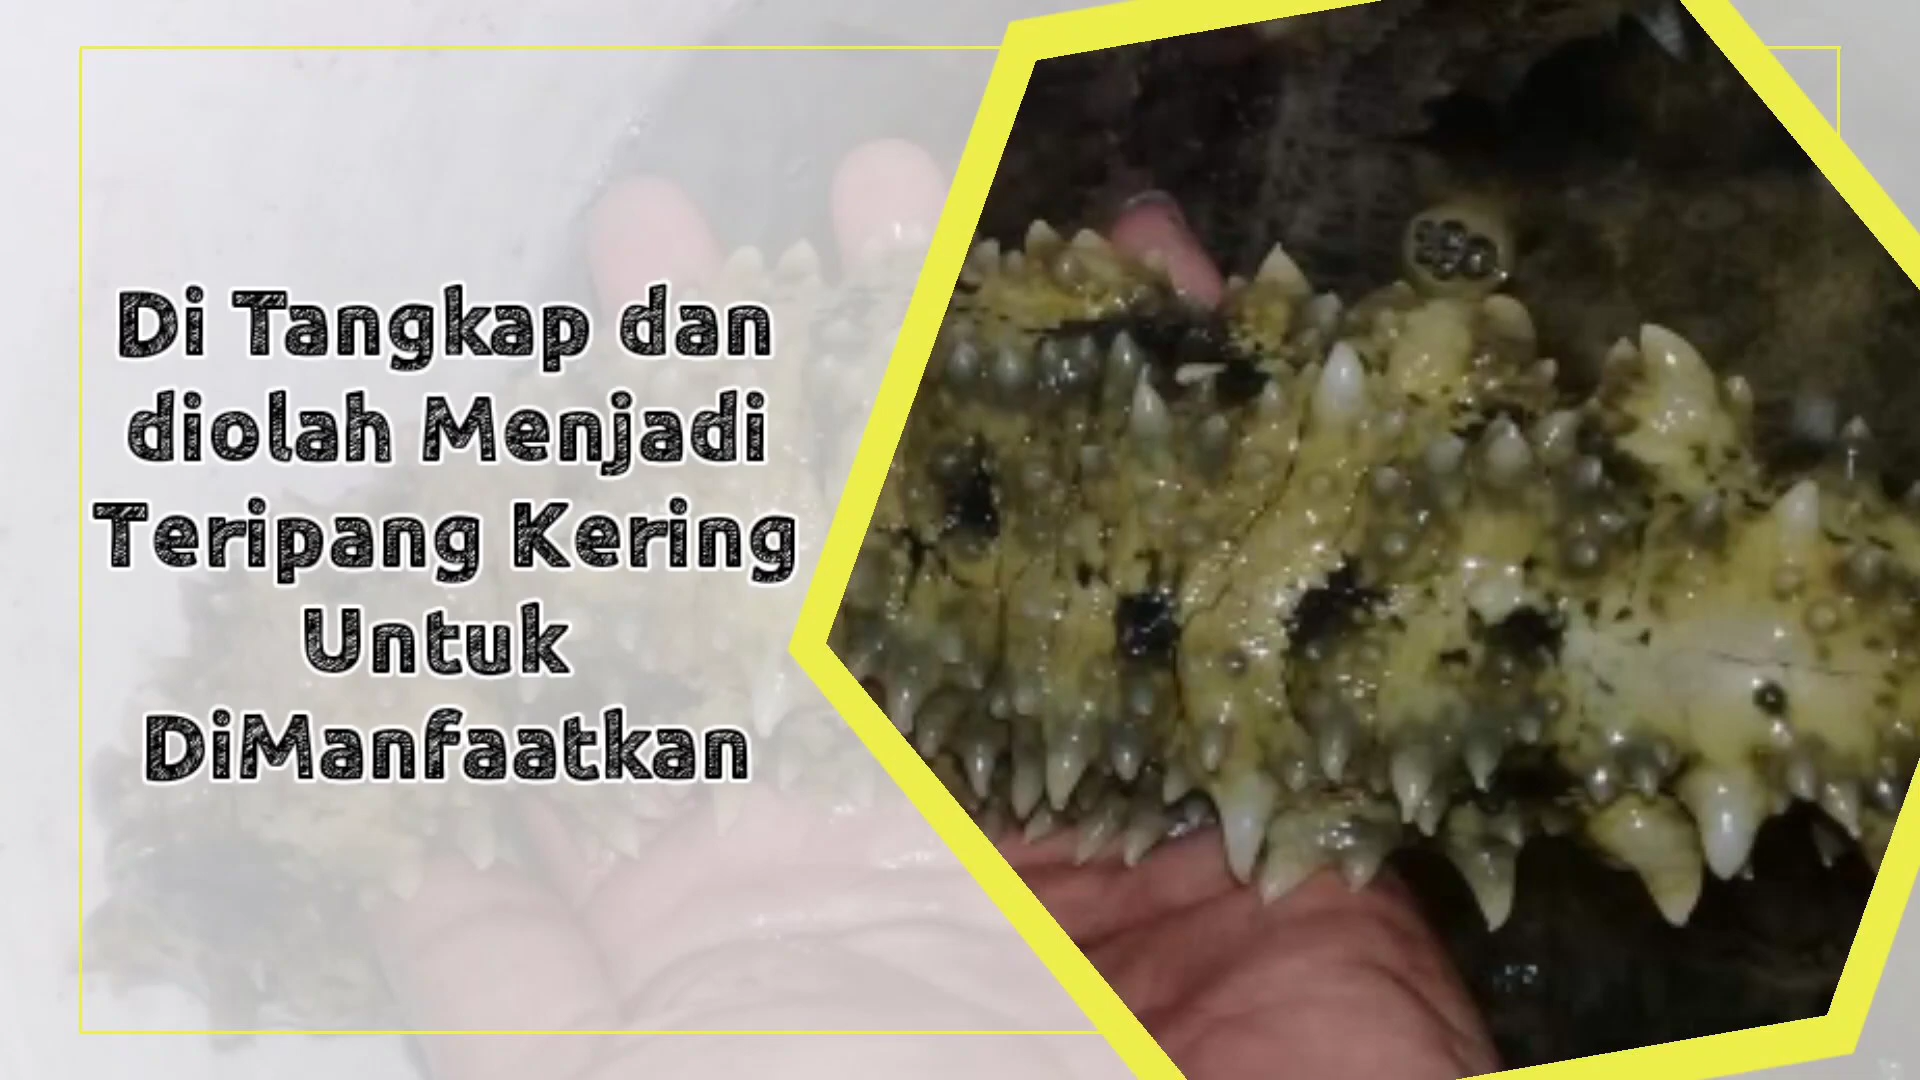 Di Tangkap dan
diolah Menjadi
Teripang Kering
Untuk
DiManfaatkan